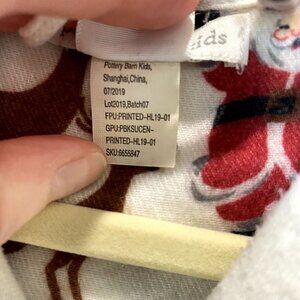 kids
Pottery Barn Kids,
Shanghai,China,
07/2019
Lot2019,Batch07
FPU:PRINTED-HL19-01
GPU:PBKSUCEN-
PRINTED-HL19-01
SKU:6655847